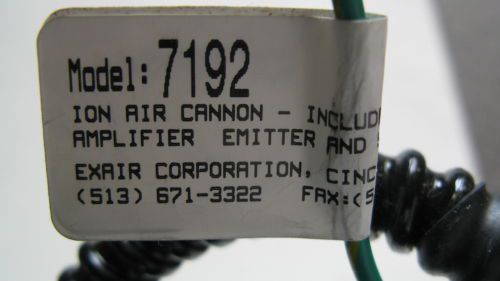 Model: 7192
ION AIR CANNON - INCLUD
AMPLIFIER EMITTER AND
EXAIR CORPORATION, CINC
(513) 671-3322 FAX:(5